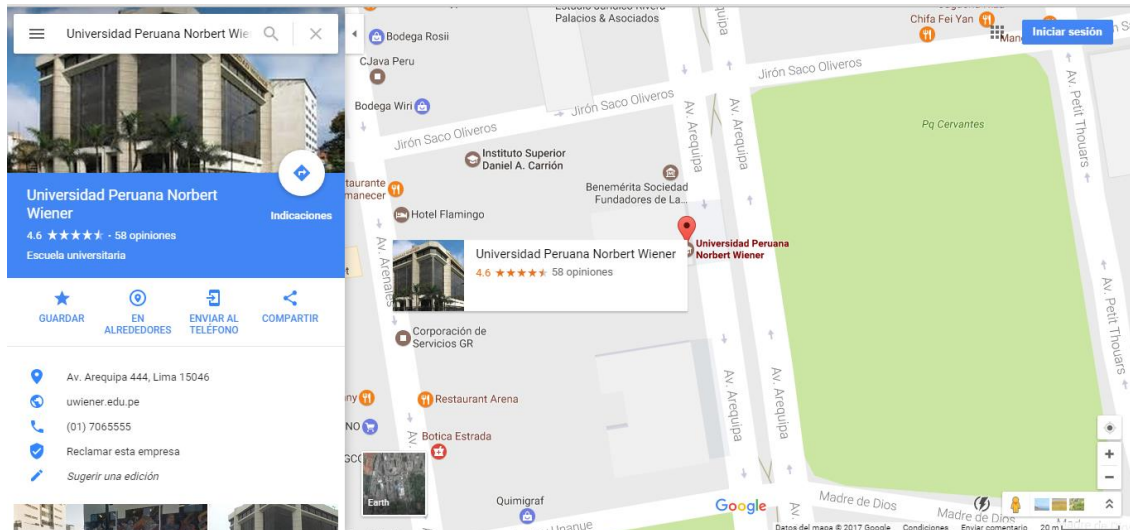 Universidad Peruana Norbert Wie
Universidad Peruana Norbert
Wiener
4.6 ★★★★★ - 58 opiniones
Escuela universitaria
Indicaciones
GUARDAR
EN
ALREDEDORES
ENVIAR AL
TELÉFONO
COMPARTIR
Av. Arequipa 444, Lima 15046
uwiener.edu.pe
(01) 7065555
Reclamar esta empresa
Sugerir una edición
Palacios & Asociados
Bodega Rosii
CJava Peru
Bodega Wiri
Jirón Saco Oliveros
Jirón Saco Oliveros
Jirón Saco Oliveros
Chifa Fei Yan
Iniciar sesión
Av. Arequipa
Av. Arequipa
Av. Petit Thouars
Pq Cervantes
Instituto Superior
Daniel A. Carrión
Benemérita Sociedad
Fundadores de La...
Hotel Flamingo
Av. Arenales
Universidad Peruana Norbert Wiener
4.6 ★★★★★ 58 opiniones
Universidad Peruana
Norbert Wiener
Av. Petit Thouars
Corporación de
Servicios GR
Restaurant Arena
Av. Arequipa
Av. Arequipa
Botica Estrada
Av.
Earth
Quimigraf
Google
Av
Madre de Dios
Madre de Dios
Datos del mapa © 2017 Google Condiciones Enviar comentario 20 m